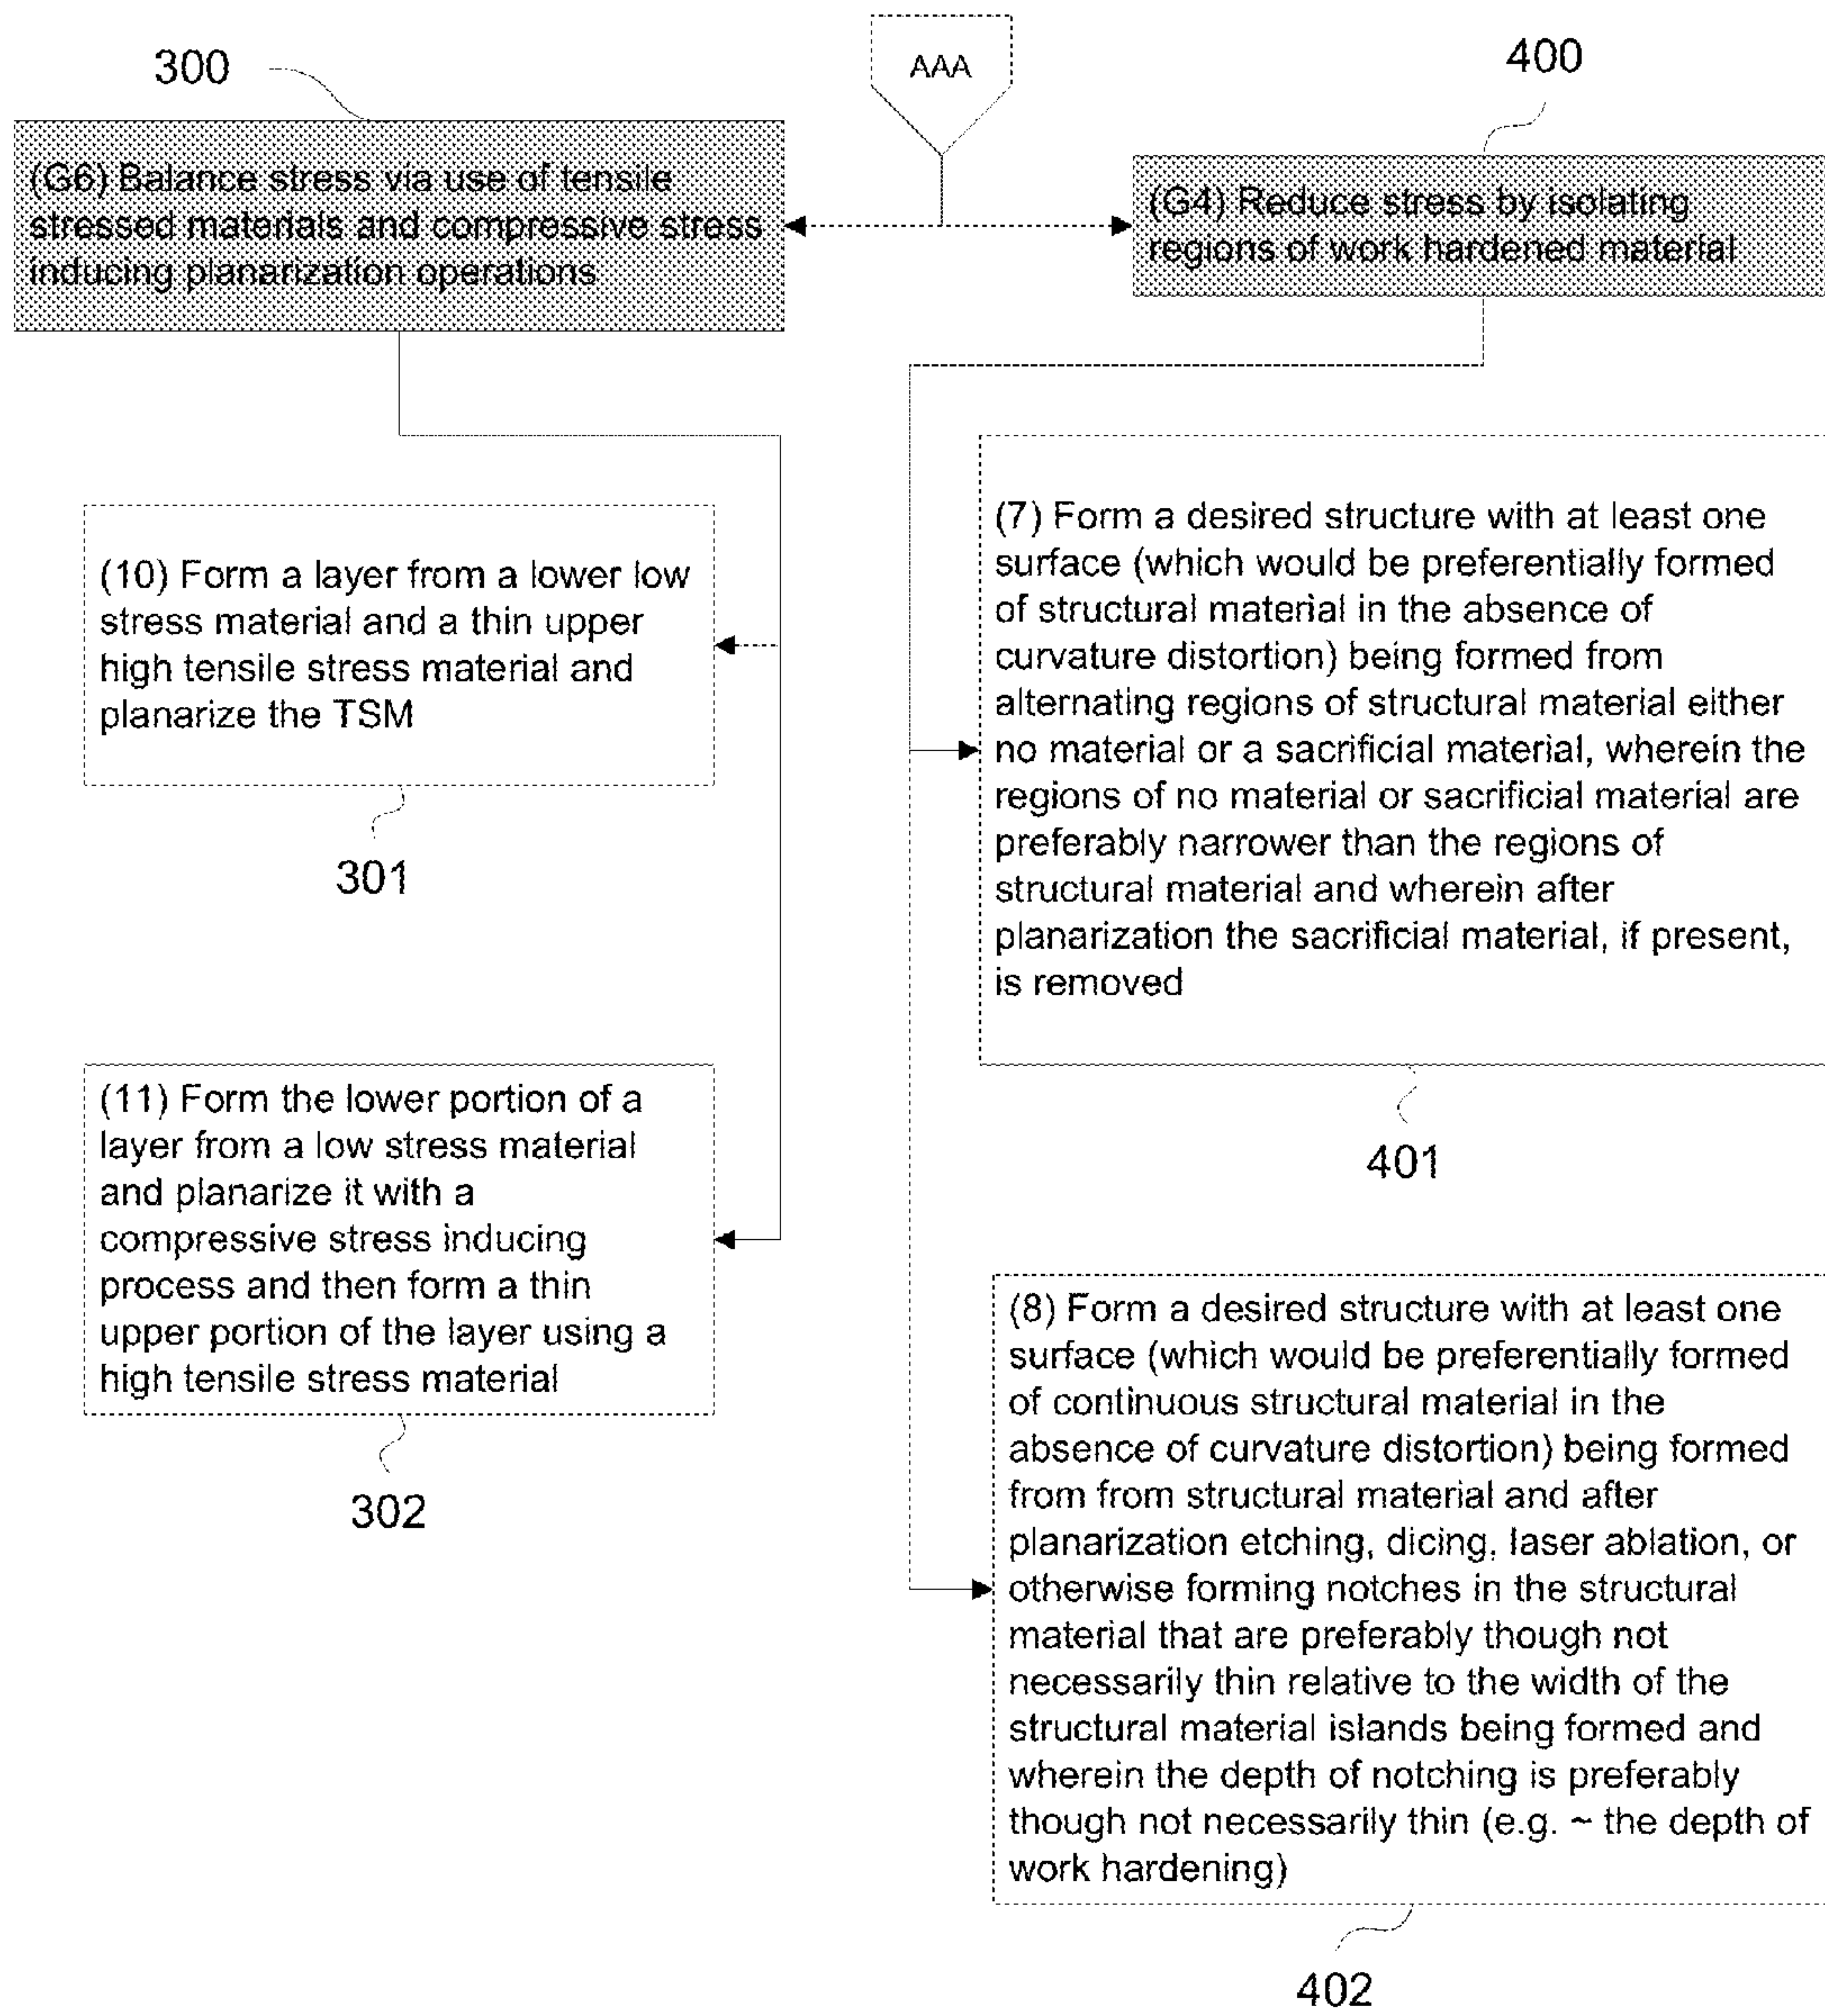 AAA
300
(G6) Balance stress via use of tensile
stressed materials and compressive stress
inducing planarization operations
400
(G4) Reduce stress by isolating
regions of work hardened material
(10) Form a layer from a lower low
stress material and a thin upper
high tensile stress material and
planarize the TSM
301
(11) Form the lower portion of a
layer from a low stress material
and planarize it with a
compressive stress inducing
process and then form a thin
upper portion of the layer using a
high tensile stress material
302
(7) Form a desired structure with at least one
surface (which would be preferentially formed
of structural material in the absence of
curvature distortion) being formed from
alternating regions of structural material either
no material or a sacrificial material, wherein the
regions of no material or sacrificial material are
preferably narrower than the regions of
structural material and wherein after
planarization the sacrificial material, if present,
is removed
401
(8) Form a desired structure with at least one
surface (which would be preferentially formed
of continuous structural material in the
absence of curvature distortion) being formed
from from structural material and after
planarization etching, dicing, laser ablation, or
otherwise forming notches in the structural
material that are preferably though not
necessarily thin relative to the width of the
structural material islands being formed and
wherein the depth of notching is preferably
though not necessarily thin (e.g. ~ the depth of
work hardening)
402